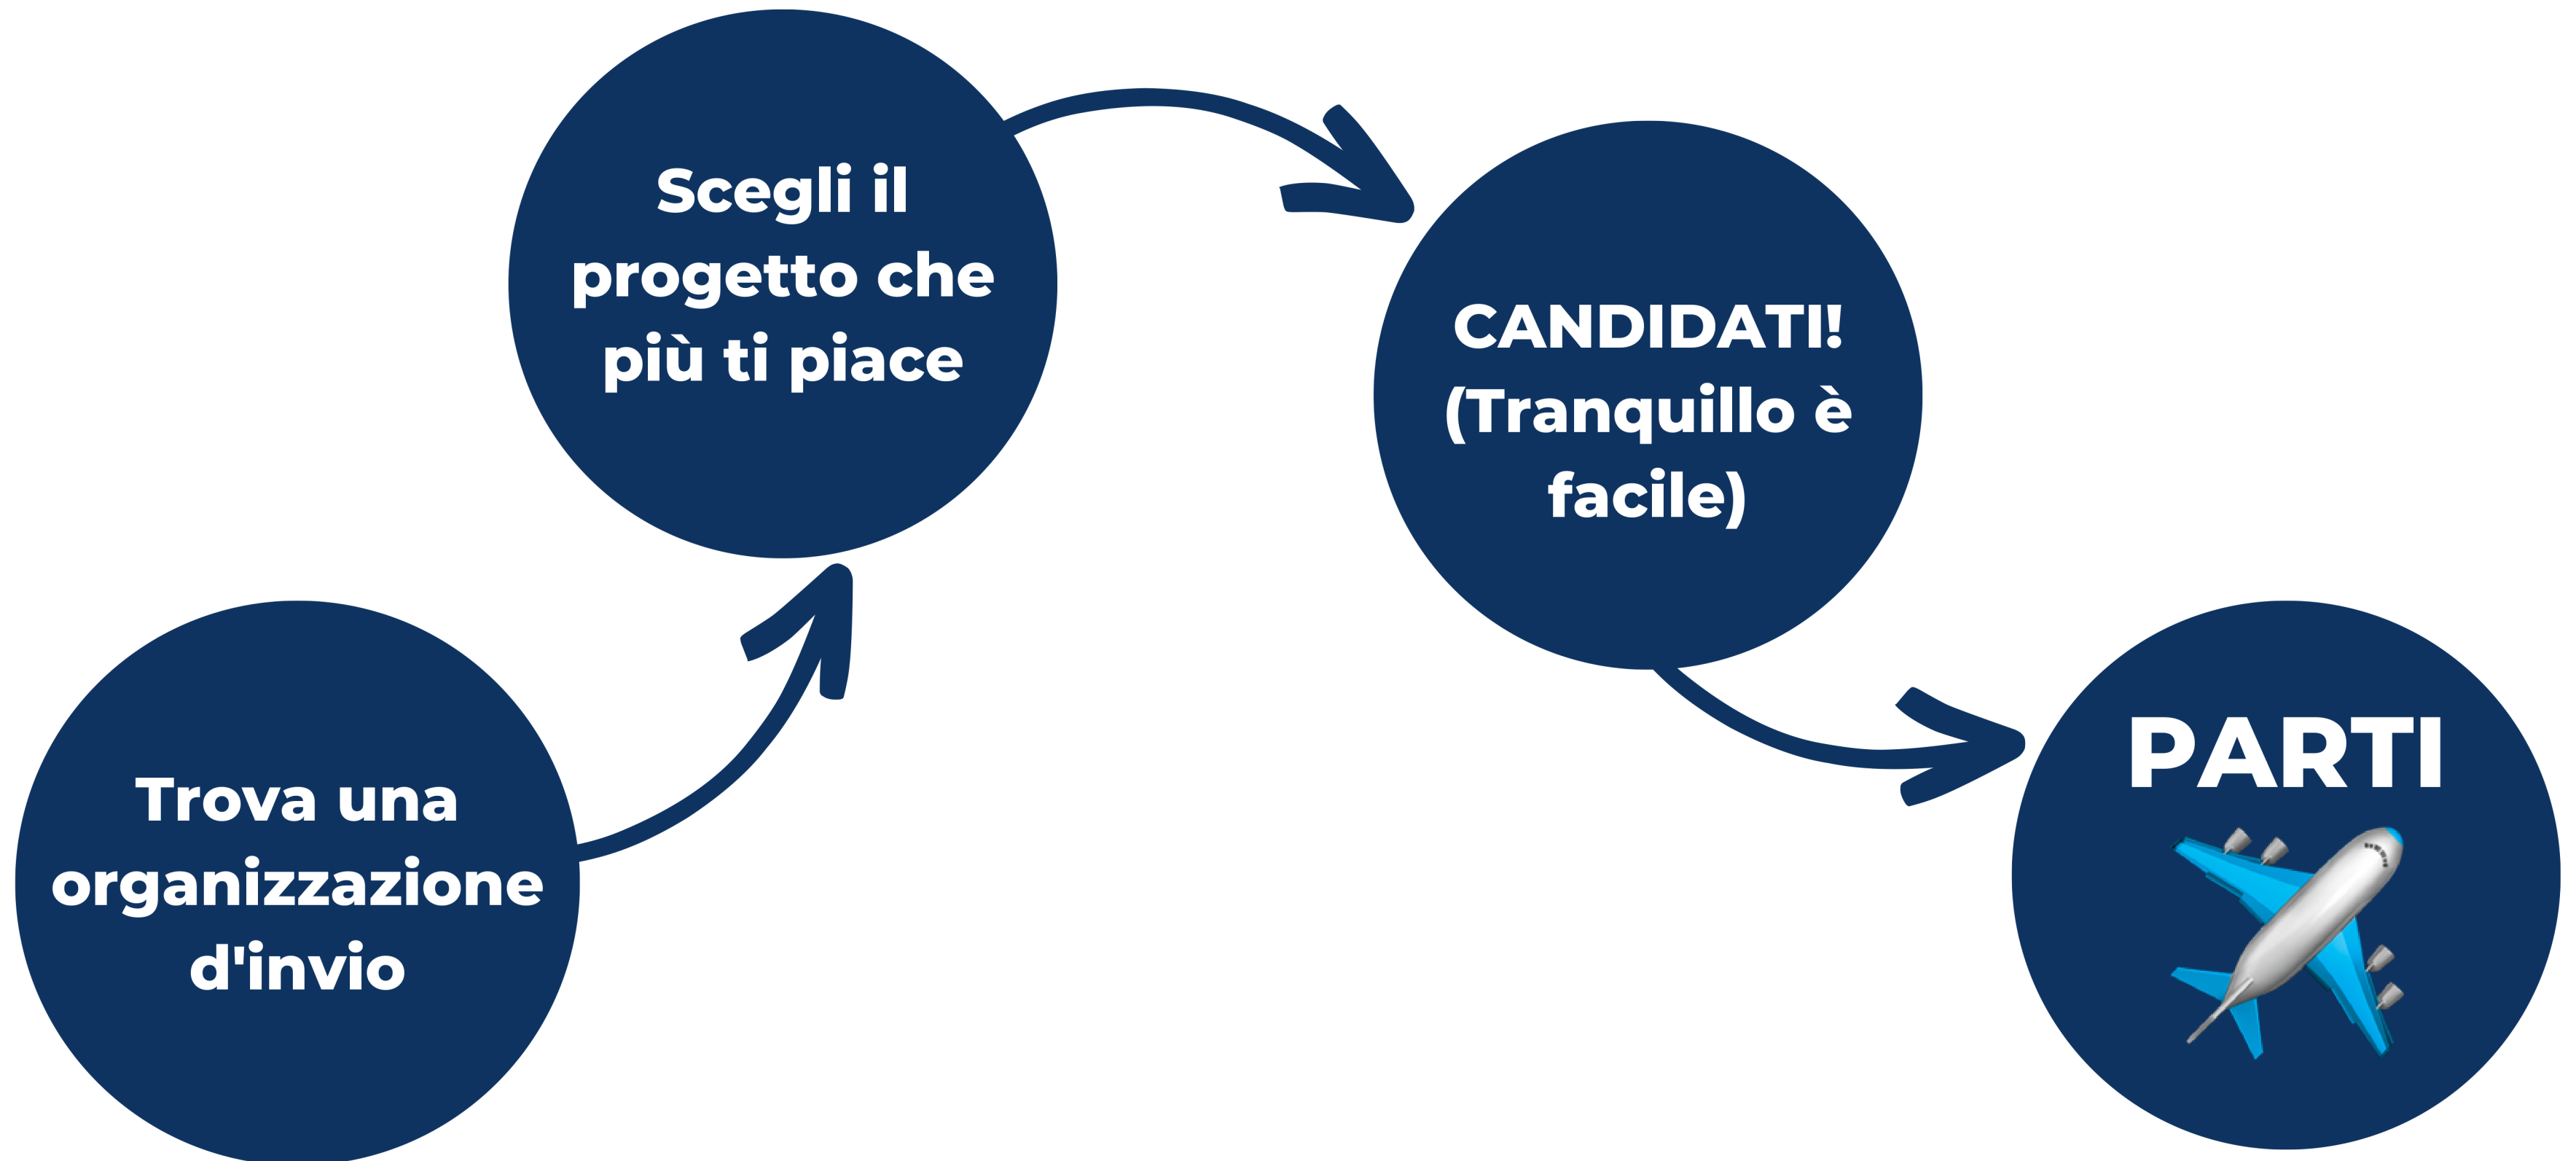 Trova una
organizzazione
d'invio
Scegli il
progetto che
più ti piace
CANDIDATI!
(Tranquillo è
facile)
PARTI